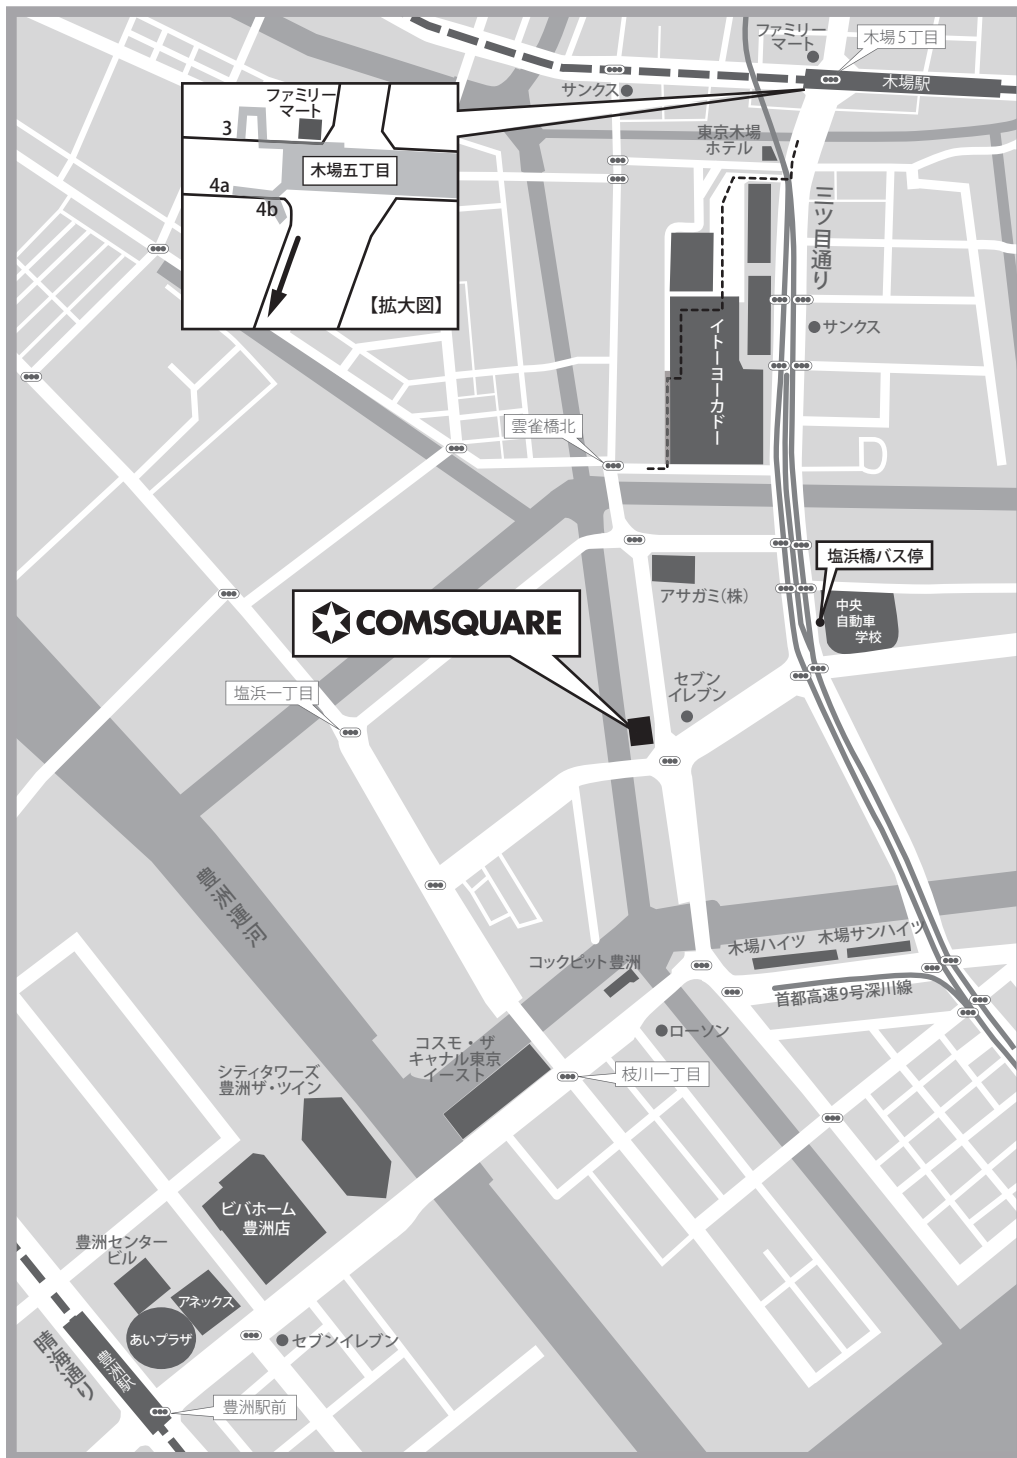 ファミリー
マート
木場5丁目
木場駅
サンクス
東京木場
ホテル
ファミリー
マート
3
木場五丁目
4a
4b
【拡大図】
三ツ目通り
サンクス
イトーヨーカドー
雲雀橋北
塩浜橋バス停
中央
自動車
学校
アサガミ(株)
COMSQUARE
セブン
イレブン
塩浜一丁目
豊洲運河
木場ハイツ
木場サンハイツ
コックピット豊洲
首都高速9号深川線
ローソン
コスモ・ザ
キャナル東京
イースト
枝川一丁目
シティタワーズ
豊洲ザ・ツイン
ビバホーム
豊洲店
豊洲センター
ビル
アネックス
あいプラザ
セブンイレブン
晴海通り
豊洲駅
豊洲駅前